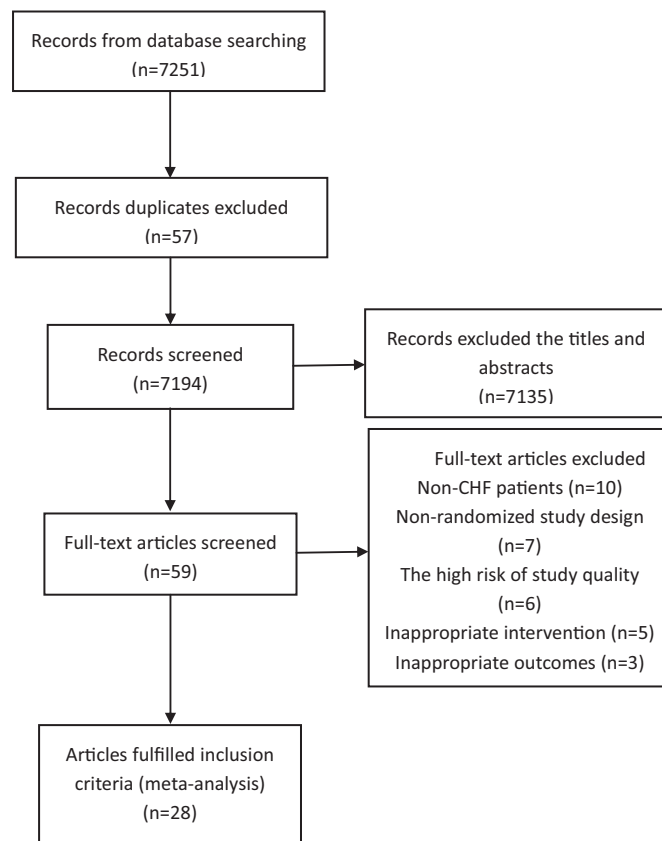 Records from database searching
(n=7251)
Records duplicates excluded
(n=57)
Records screened
(n=7194)
Records excluded the titles and
abstracts
(n=7135)
Full-text articles screened
(n=59)
Full-text articles excluded
Non-CHF patients (n=10)
Non-randomized study design
(n=7)
The high risk of study quality
(n=6)
Inappropriate intervention (n=5)
Inappropriate outcomes (n=3)
Articles fulfilled inclusion
criteria (meta-analysis)
(n=28)